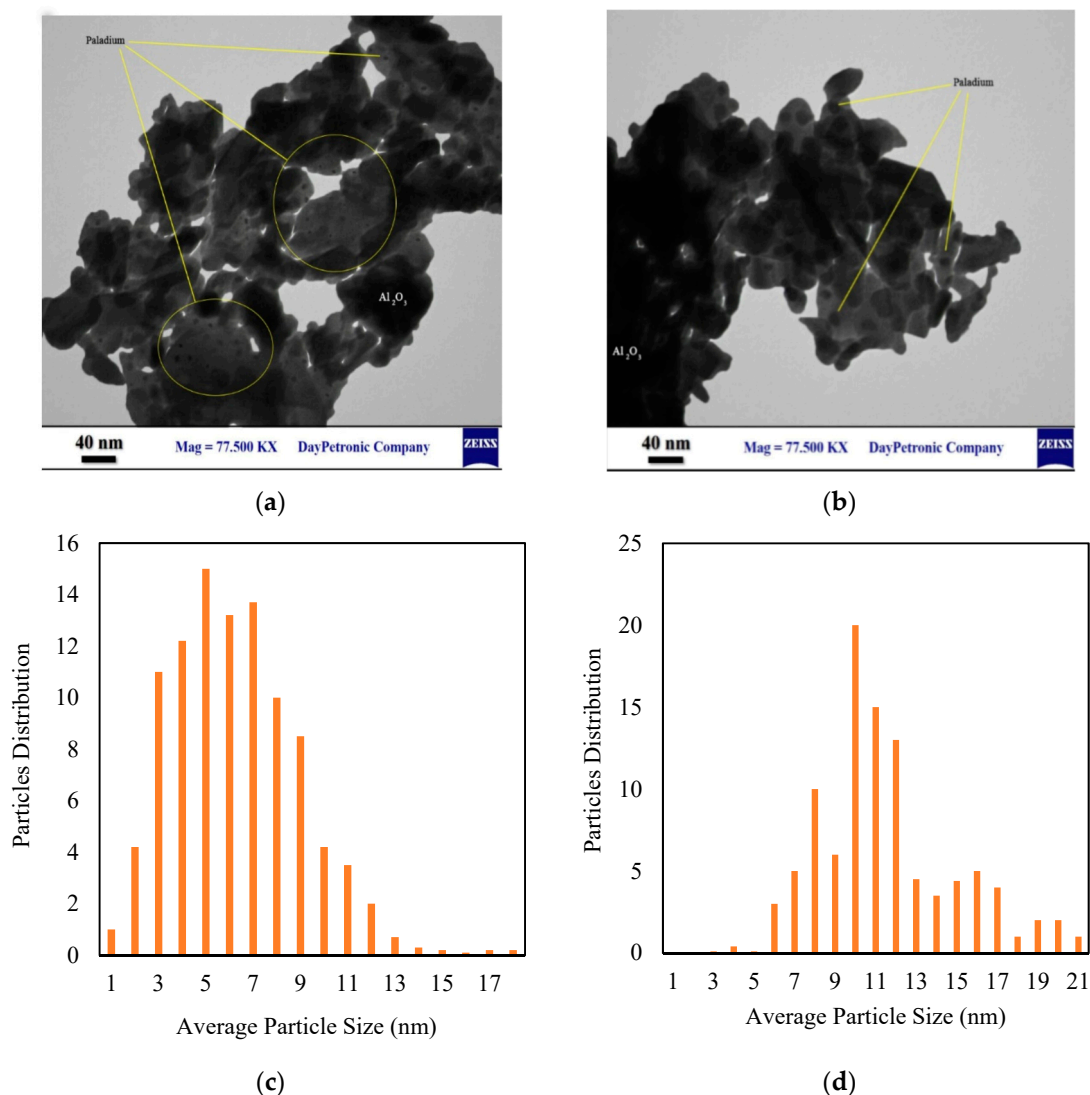 Paladium
Al2O3
40 nm
Mag = 77.500 KX DayPetronic Company
ZEISS
(a)
Paladium
Al2O3
40 nm
Mag = 77.500 KX DayPetronic Company
ZEISS
(b)
16
14
12
10
8
6
4
2
0
Particles Distribution
1 3 5 7 9 11 13 15 17
Average Particle Size (nm)
(c)
25
20
15
10
5
0
Particles Distribution
1 3 5 7 9 11 13 15 17 19 21
Average Particle Size (nm)
(d)